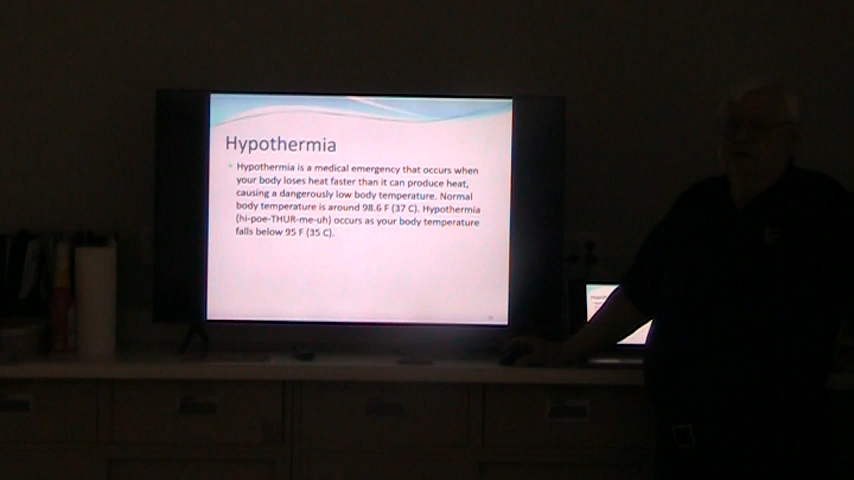 Hypothermia
Hypothermia is a medical emergency that occurs when
your body loses heat faster than it can produce heat,
causing a dangerously low body temperature. Normal
body temperature is around 98.6 F (37 C). Hypothermia
(hi-poe-THUR-me-uh) occurs as your body temperature
falls below 95 F (35 C).